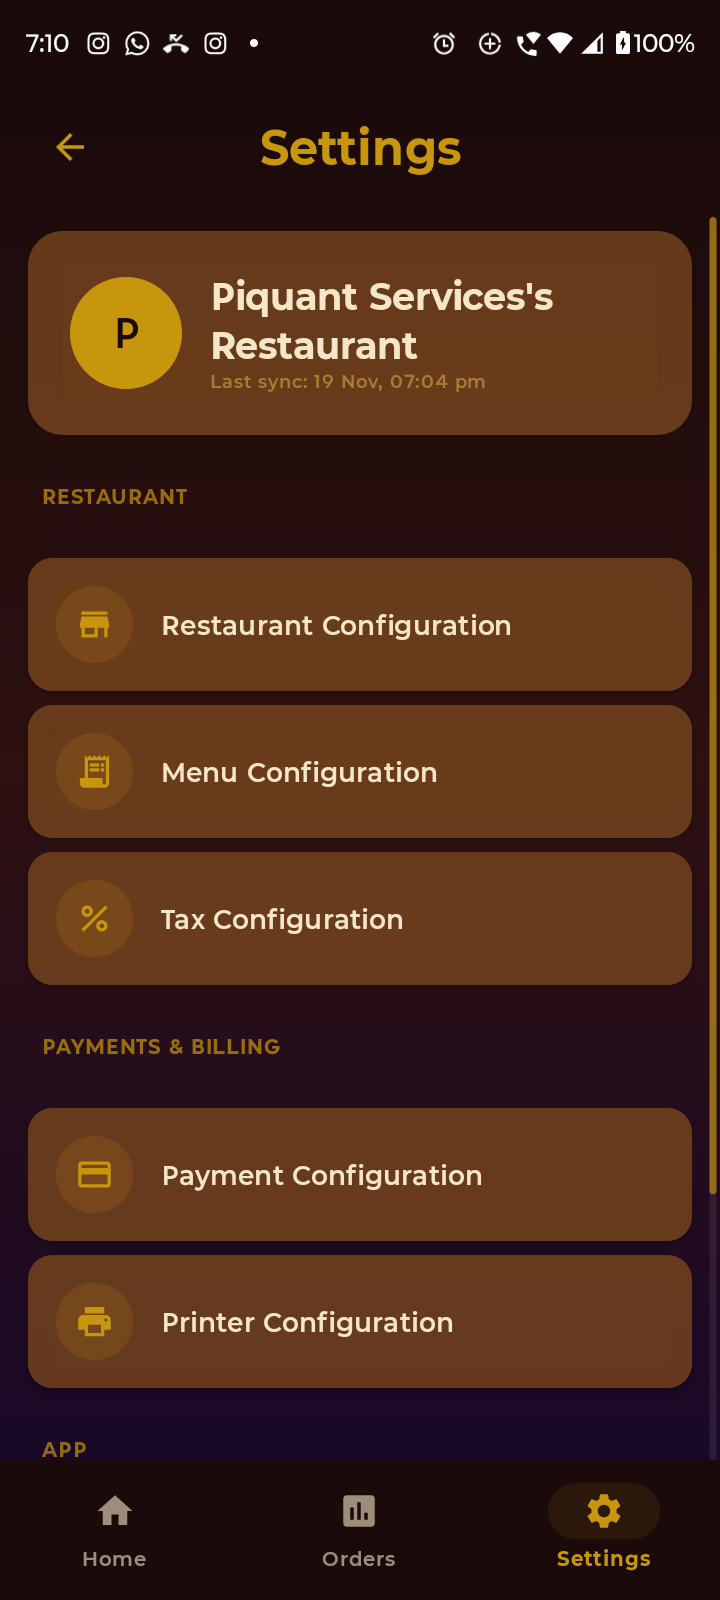 7:10 100%
Settings
P
Piquant Services's
Restaurant
Last sync: 19 Nov, 07:04 pm
RESTAURANT
Restaurant Configuration
Menu Configuration
Tax Configuration
PAYMENTS & BILLING
Payment Configuration
Printer Configuration
APP
Home Orders Settings